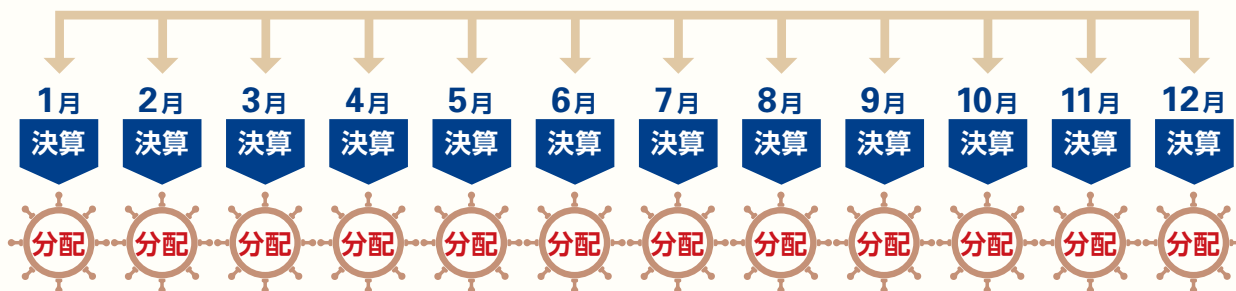 1月 2月 3月 4月 5月 6月 7月 8月 9月 10月 11月 12月
決算 決算 決算 決算 決算 決算 決算 決算 決算 決算 決算 決算
分配 分配 分配 分配 分配 分配 分配 分配 分配 分配 分配 分配